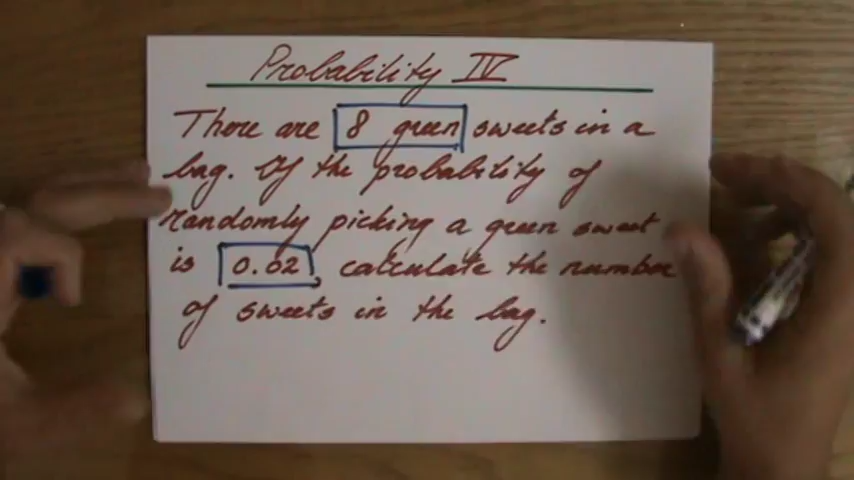 Probability IV
There are 8 green sweets in a
bag. If the probability of
randomly picking a green sweet
is 0.02, calculate the number
of sweets in the bag.